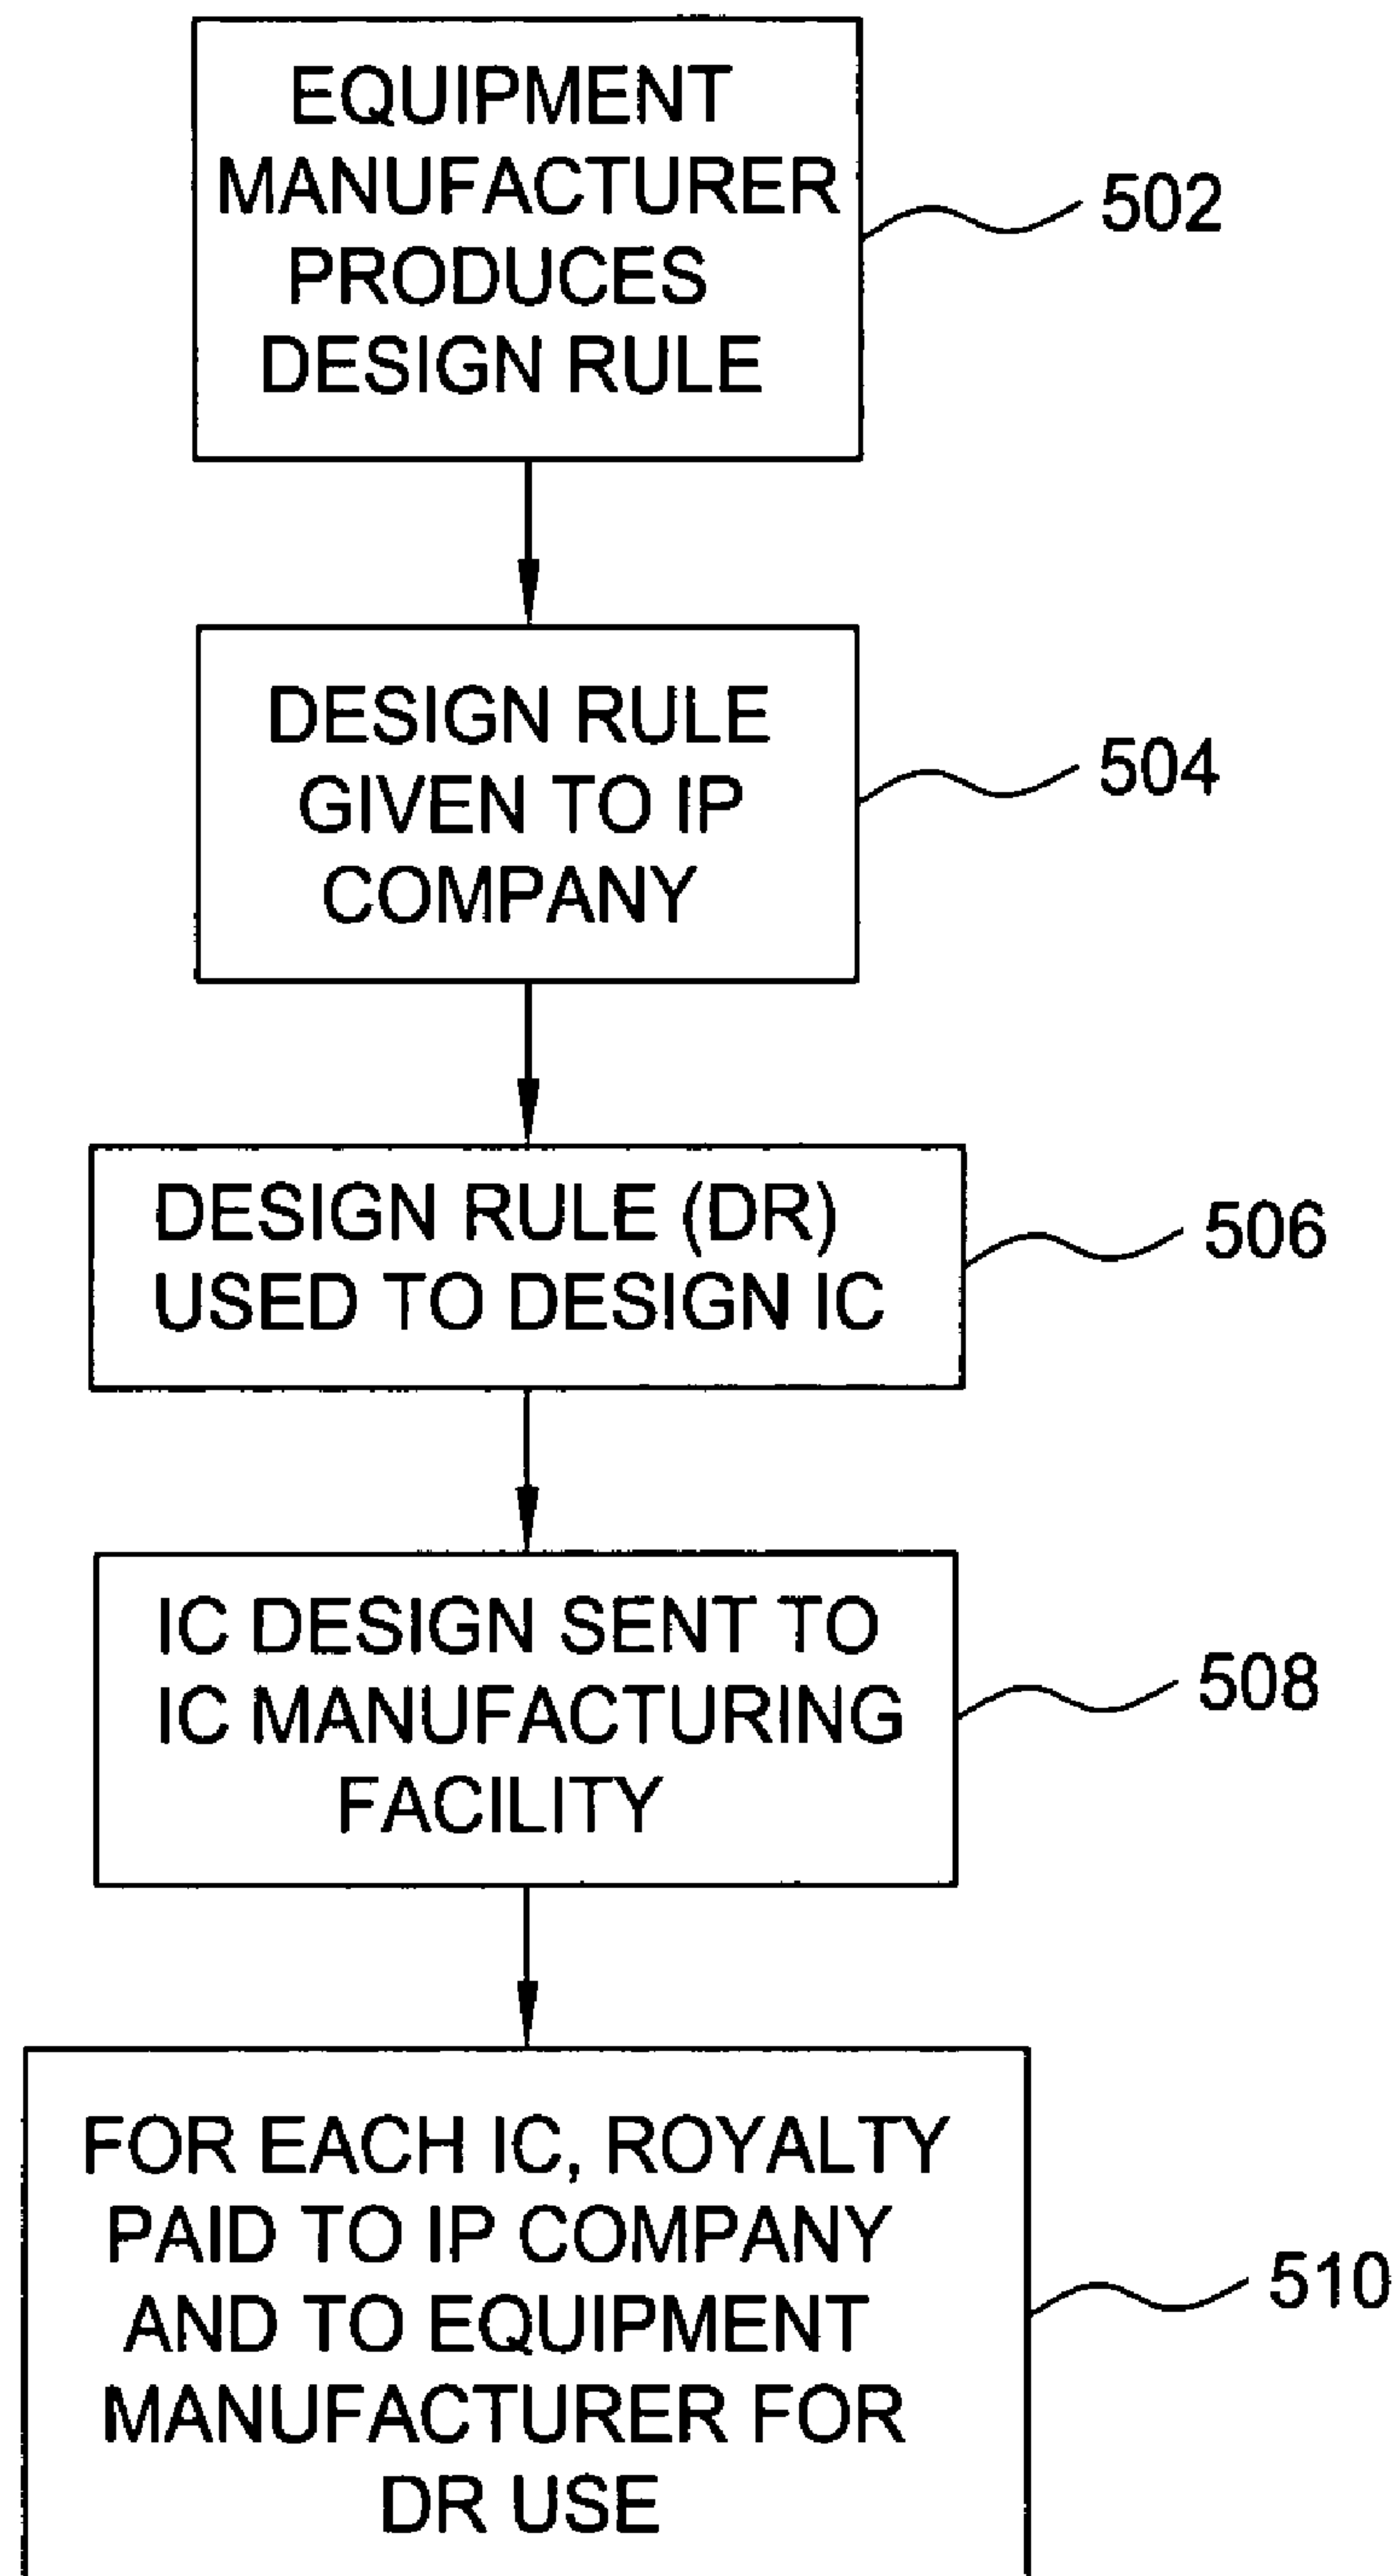 EQUIPMENT
MANUFACTURER
PRODUCES
DESIGN RULE
502
DESIGN RULE
GIVEN TO IP
COMPANY
504
DESIGN RULE (DR)
USED TO DESIGN IC
506
IC DESIGN SENT TO
IC MANUFACTURING
FACILITY
508
FOR EACH IC, ROYALTY
PAID TO IP COMPANY
AND TO EQUIPMENT
MANUFACTURER FOR
DR USE
510